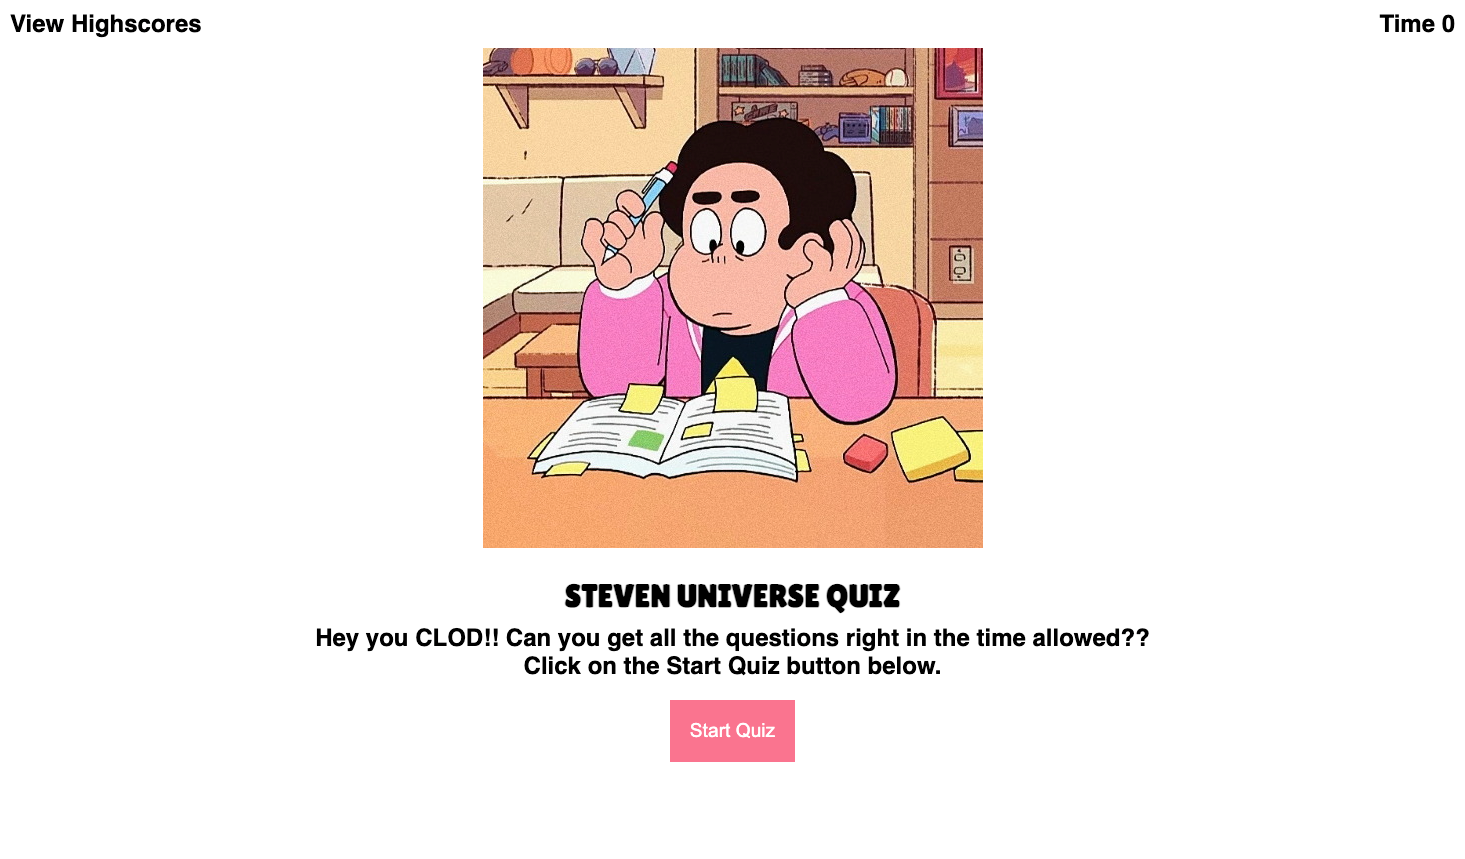 View Highscores
Time 0
STEVEN UNIVERSE QUIZ
Hey you CLOD!! Can you get all the questions right in the time allowed??
Click on the Start Quiz button below.
Start Quiz